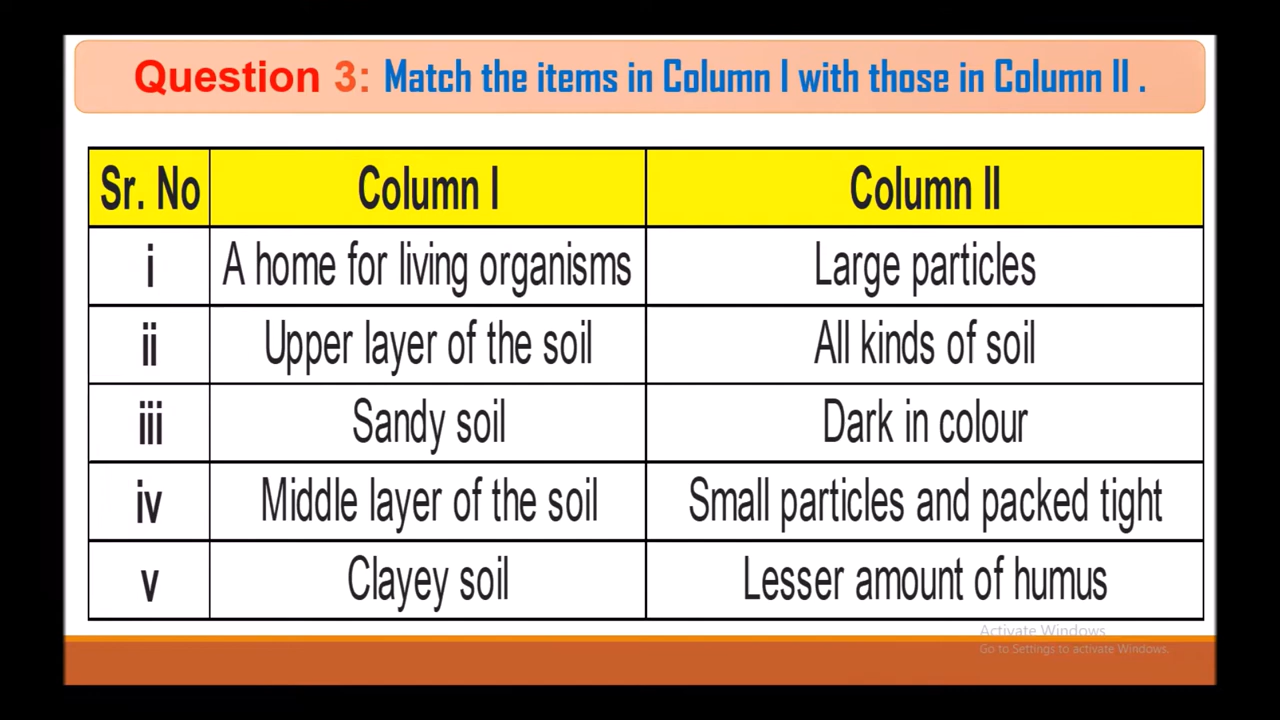 Question 3: Match the items in Column I with those in Column II .
Sr. No Column I Column II
i A home for living organisms Large particles
ii Upper layer of the soil All kinds of soil
iii Sandy soil Dark in colour
iv Middle layer of the soil Small particles and packed tight
v Clayey soil Lesser amount of humus
Activate Windows
Go to Settings to activate Windows.